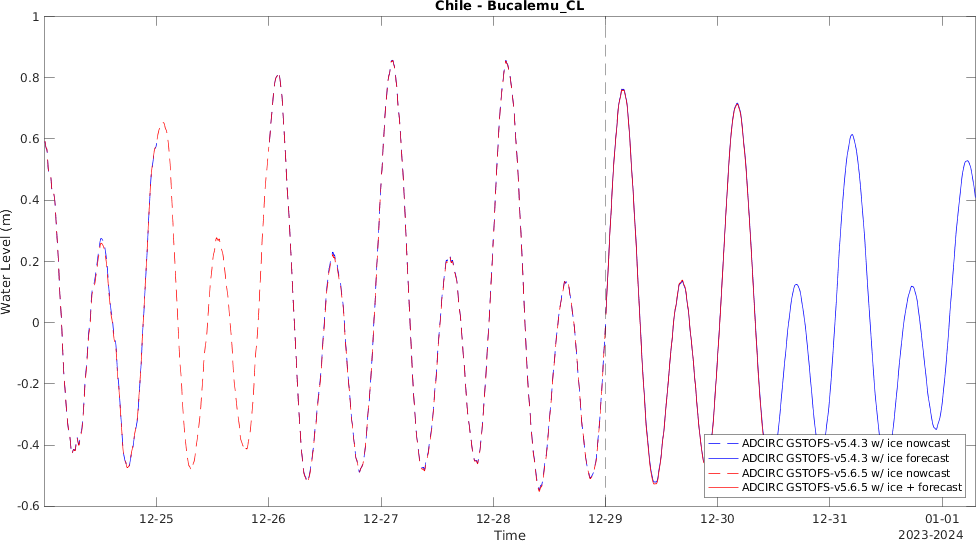 Chile - Bucalemu_CL
Water Level (m)
1
0.8
0.6
0.4
0.2
0
-0.2
-0.4
-0.6
ADCIRC GSTOFS-v5.4.3 w/ ice nowcast
ADCIRC GSTOFS-v5.4.3 w/ ice forecast
ADCIRC GSTOFS-v5.6.5 w/ ice nowcast
ADCIRC GSTOFS-v5.6.5 w/ ice + forecast
12-25 12-26 12-27 12-28 12-29 12-30 12-31 01-01
Time
2023-2024